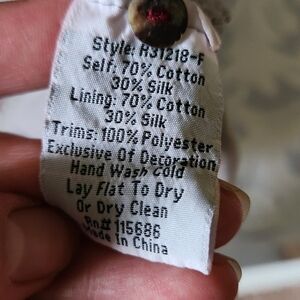 Style: R31218-F
Self: 70% Cotton
30% Silk
Lining: 70% Cotton
30% Silk
Trims: 100% Polyester
Exclusive Of Decoration
Hand Wash Cold
Lay Flat To Dry
Or Dry Clean
Rn# 115686
Made In China